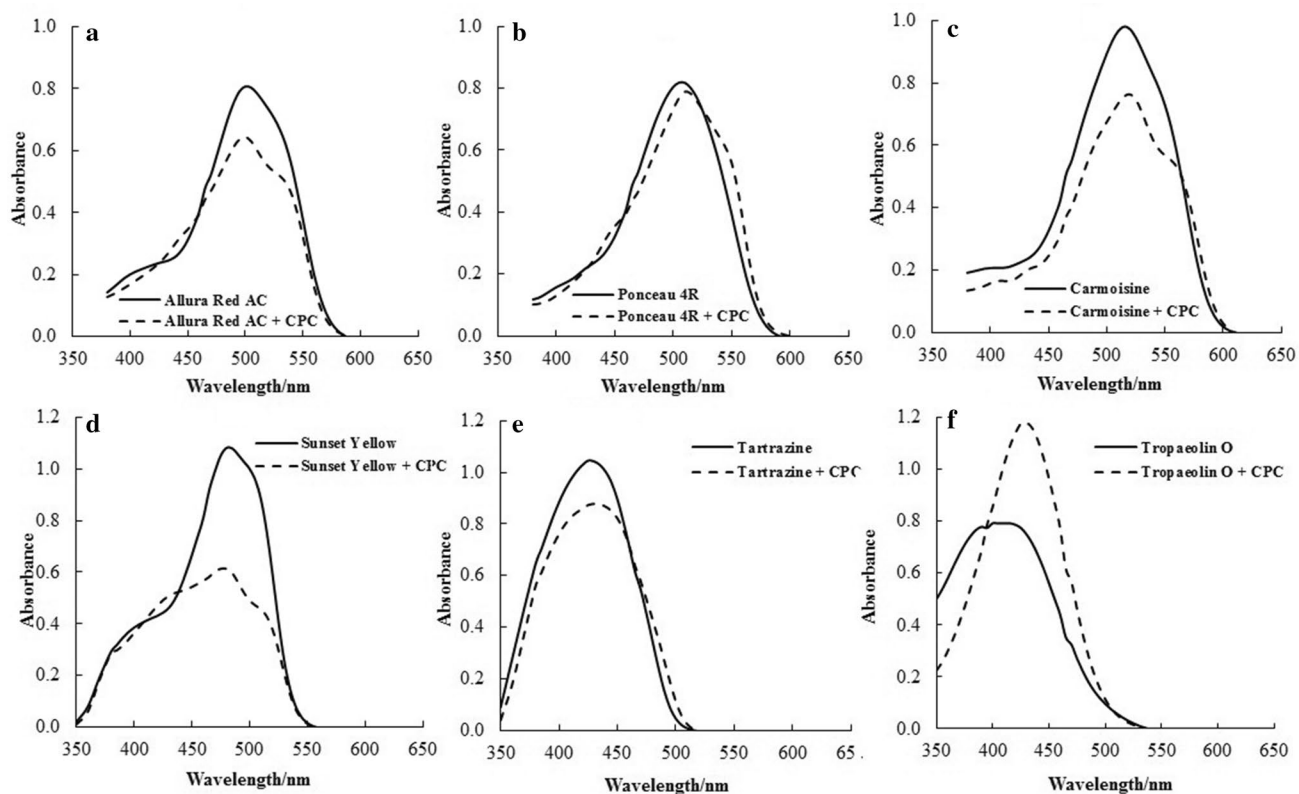 a
1.0
0.8
0.6
0.4
0.2
0.0
Absorbance
Allura Red AC
Allura Red AC + CPC
350 400 450 500 550 600 650
Wavelength/nm
b
1.0
0.8
0.6
0.4
0.2
0.0
Absorbance
Ponceau 4R
Ponceau 4R + CPC
350 400 450 500 550 600 650
Wavelength/nm
c
1.0
0.8
0.6
0.4
0.2
0.0
Absorbance
Carmoisine
Carmoisine + CPC
350 400 450 500 550 600 650
Wavelength/nm
d
1.2
1.0
0.8
0.6
0.4
0.2
0.0
Absorbance
Sunset Yellow
Sunset Yellow + CPC
350 400 450 500 550 600 650
Wavelength/nm
e
1.2
1.0
0.8
0.6
0.4
0.2
0.0
Absorbance
Tartrazine
Tartrazine + CPC
350 400 450 500 550 600 650
Wavelength/nm
f
1.2
1.0
0.8
0.6
0.4
0.2
0.0
Absorbance
Tropaeolin O
Tropaeolin O + CPC
350 400 450 500 550 600 650
Wavelength/nm